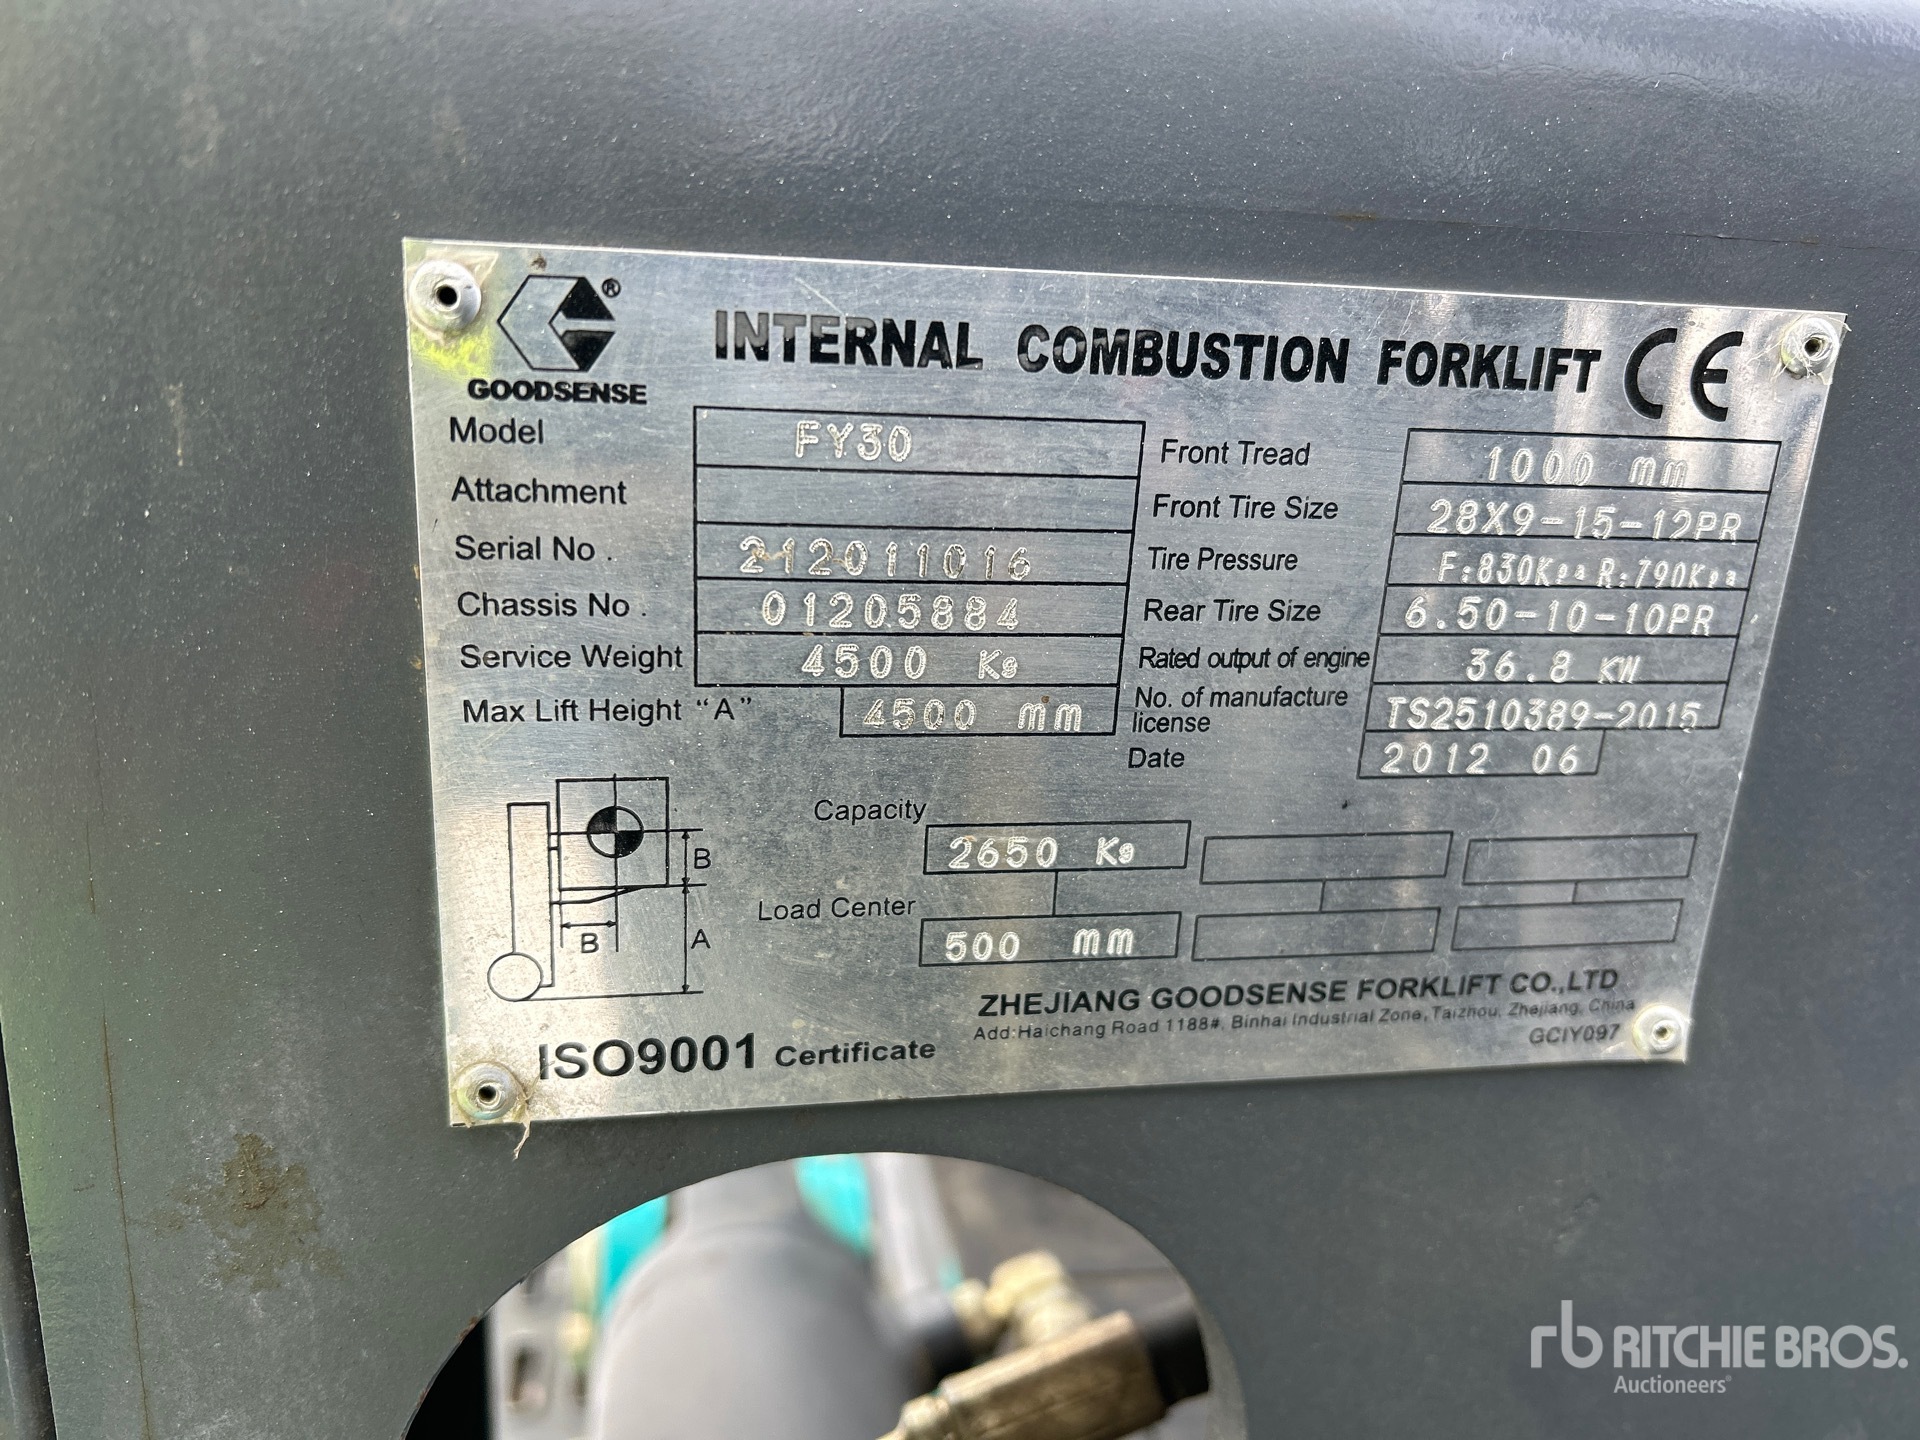 GOODSENSE ®
INTERNAL COMBUSTION FORKLIFT CE
Model FY30
Attachment
Serial No. 212011016
Chassis No. 01205884
Service Weight 4500 Kg
Max Lift Height "A" 4500 mm
Front Tread 1000 mm
Front Tire Size 28X9-15-12PR
Tire Pressure F:830Kpa R:790Kpa
Rear Tire Size 6.50-10-10PR
Rated output of engine 36.8 KW
No. of manufacture
license TS2510389-2015
Date 2012 06
Capacity 2650 Kg
Load Center 500 mm
B
B
A
ZHEJIANG GOODSENSE FORKLIFT CO.,LTD
Add:Haichang Road 1188#, Binhai Industrial Zone, Taizhou, Zhejiang, China
GCIY097
ISO9001 Certificate
rb RITCHIE BROS.
Auctioneers